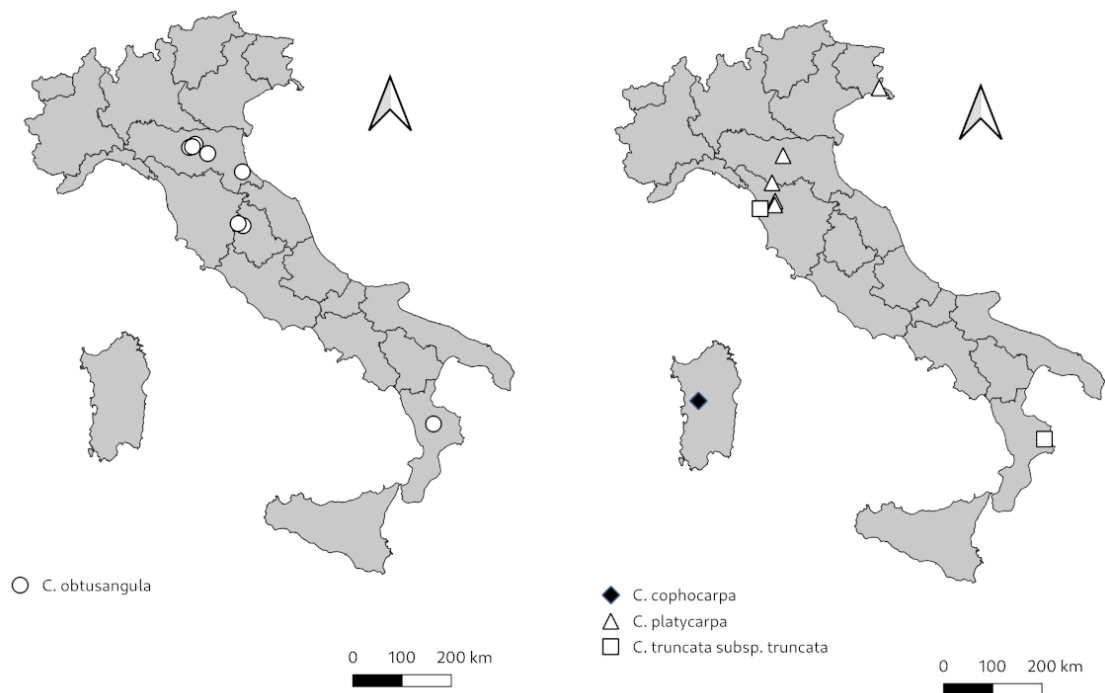 C. obtusangula
0 100 200 km
C. cophocarpa
C. platycarpa
C. truncata subsp. truncata
0 100 200 km